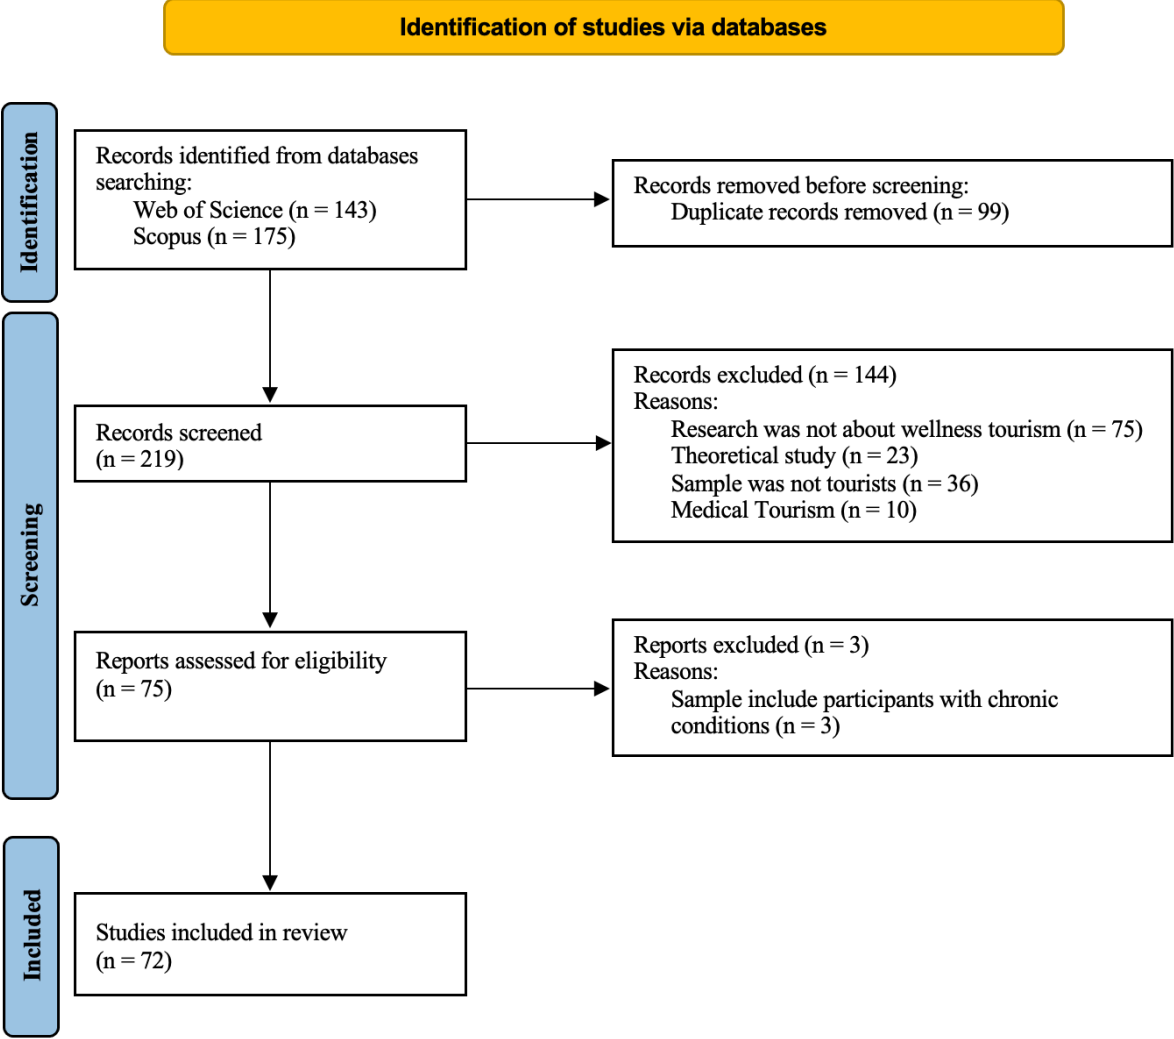 Identification of studies via databases
Identification
Records identified from databases
searching:
Web of Science (n = 143)
Scopus (n = 175)
Records removed before screening:
Duplicate records removed (n = 99)
Screening
Records screened
(n = 219)
Records excluded (n = 144)
Reasons:
Research was not about wellness tourism (n = 75)
Theoretical study (n = 23)
Sample was not tourists (n = 36)
Medical Tourism (n = 10)
Reports assessed for eligibility
(n = 75)
Reports excluded (n = 3)
Reasons:
Sample include participants with chronic
conditions (n = 3)
Included
Studies included in review
(n = 72)